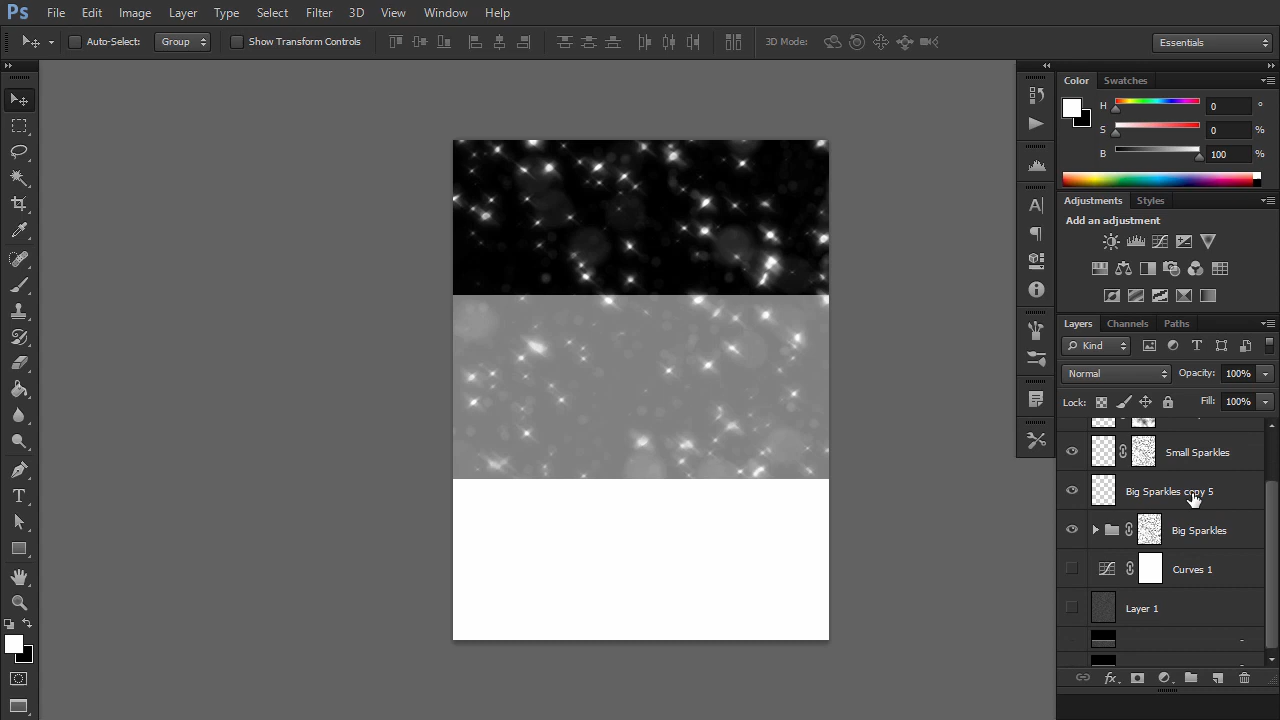 Ps File Edit Image Layer Type Select Filter 3D View Window Help
Auto-Select: Group Show Transform Controls 3D Mode: Essentials
Color Swatches
H 0 °
S 0 %
B 100 %
Adjustments Styles
Add an adjustment
Layers Channels Paths
Kind T
Normal Opacity: 100%
Lock: Fill: 100%
Small Sparkles
Big Sparkles copy 5
Big Sparkles
Curves 1
Layer 1
fx